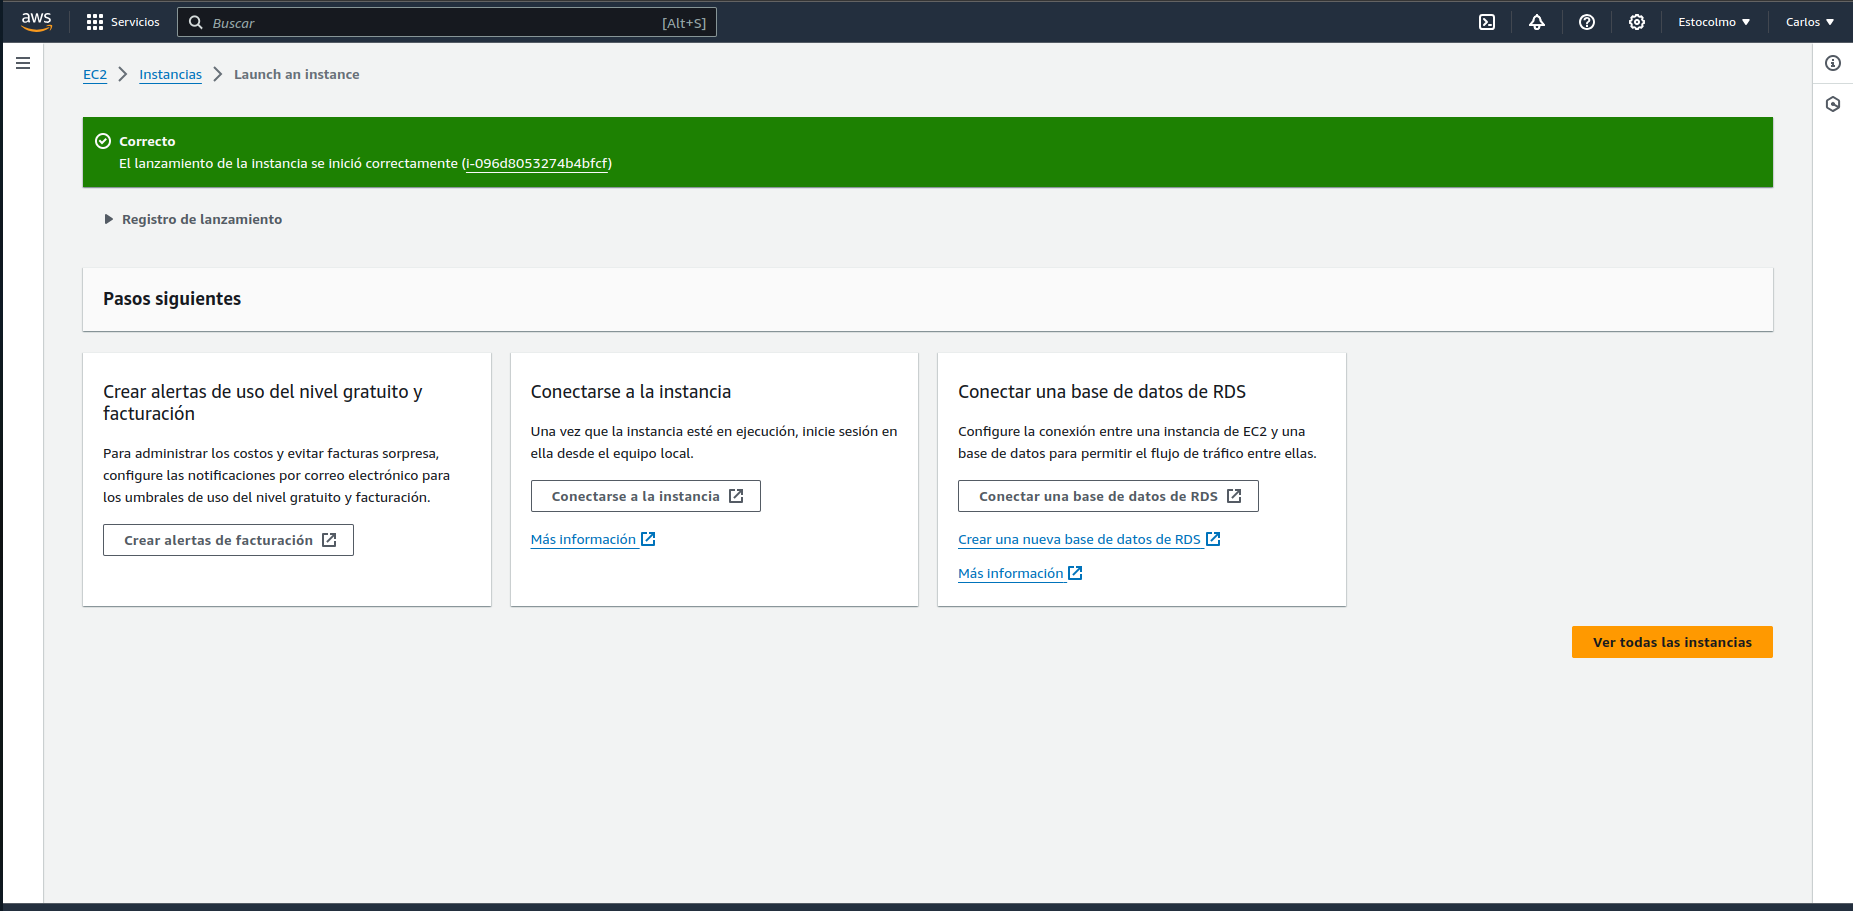 aws
Servicios
Buscar
[Alt+S]
Estocolmo
Carlos
EC2
Instancias
Launch an instance
Correcto
El lanzamiento de la instancia se inició correctamente (i-096d8053274b4bfcf)
Registro de lanzamiento
Pasos siguientes
Crear alertas de uso del nivel gratuito y
facturación
Para administrar los costos y evitar facturas sorpresa,
configure las notificaciones por correo electrónico para
los umbrales de uso del nivel gratuito y facturación.
Crear alertas de facturación
Conectarse a la instancia
Una vez que la instancia esté en ejecución, inicie sesión en
ella desde el equipo local.
Conectarse a la instancia
Más información
Conectar una base de datos de RDS
Configure la conexión entre una instancia de EC2 y una
base de datos para permitir el flujo de tráfico entre ellas.
Conectar una base de datos de RDS
Crear una nueva base de datos de RDS
Más información
Ver todas las instancias